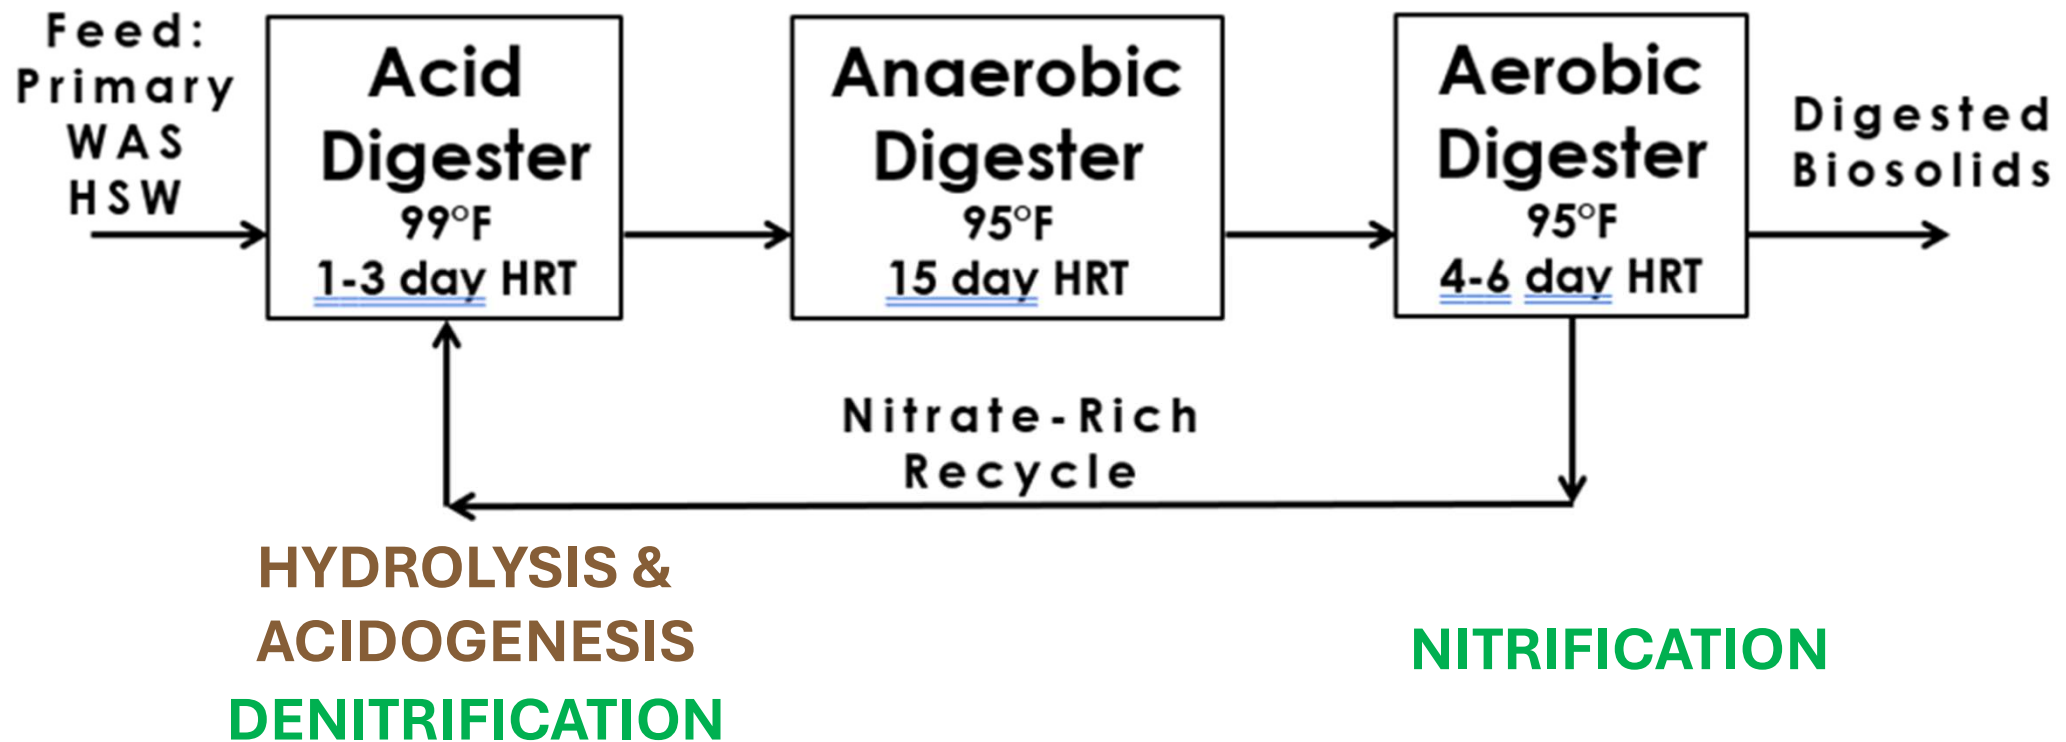 Feed:
Primary
WAS
HSW
Acid
Digester
99°F
1-3 day HRT
Anaerobic
Digester
95°F
15 day HRT
Aerobic
Digester
95°F
4-6 day HRT
Digested
Biosolids
Nitrate-Rich
Recycle
HYDROLYSIS &
ACIDOGENESIS
DENITRIFICATION
NITRIFICATION